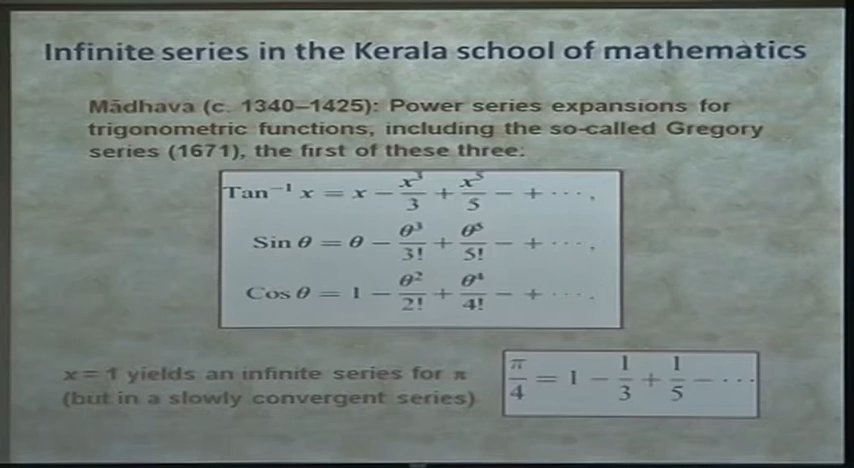 Infinite series in the Kerala school of mathematics
Mādhava (c. 1340–1425): Power series expansions for
trigonometric functions, including the so-called Gregory
series (1671), the first of these three:
Tan⁻¹ x = x − x³/3 + x⁵/5 − + ··· ,
Sin θ = θ − θ³/3! + θ⁵/5! − + ··· ,
Cos θ = 1 − θ²/2! + θ⁴/4! − + ··· .
x = 1 yields an infinite series for π
(but in a slowly convergent series)
π/4 = 1 − 1/3 + 1/5 − ···